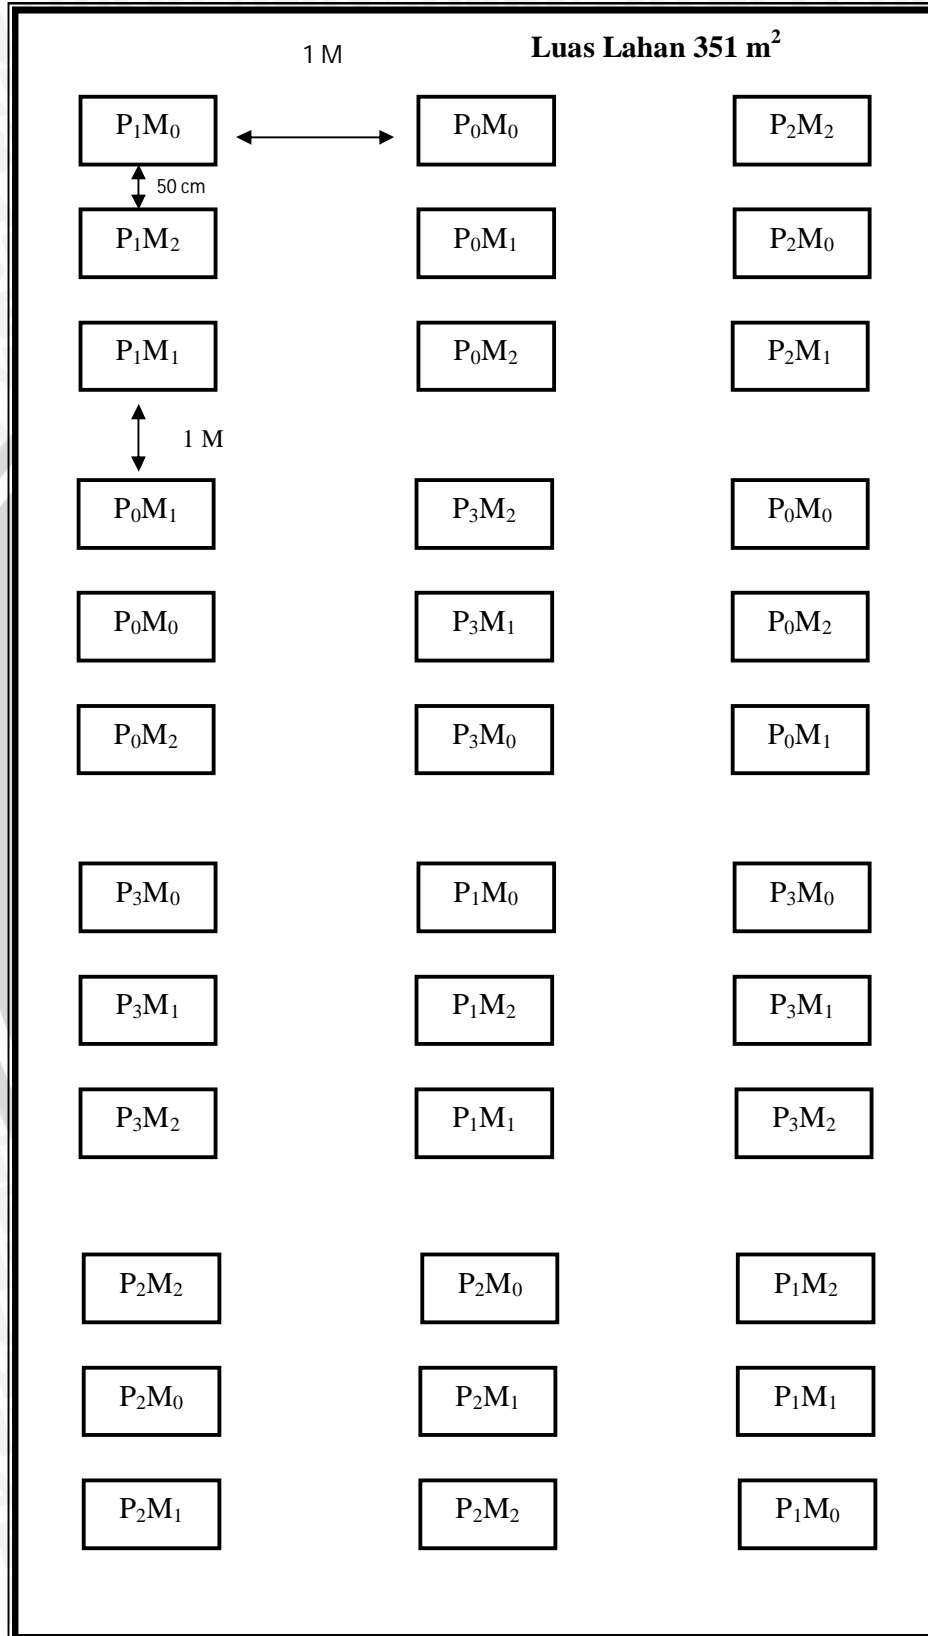 1 M Luas Lahan 351 m²
P₁M₀ P₀M₀ P₂M₂
50 cm
P₁M₂ P₀M₁ P₂M₀
P₁M₁ P₀M₂ P₂M₁
1 M
P₀M₁ P₃M₂ P₀M₀
P₀M₀ P₃M₁ P₀M₂
P₀M₂ P₃M₀ P₀M₁
P₃M₀ P₁M₀ P₃M₀
P₃M₁ P₁M₂ P₃M₁
P₃M₂ P₁M₁ P₃M₂
P₂M₂ P₂M₀ P₁M₂
P₂M₀ P₂M₁ P₁M₁
P₂M₁ P₂M₂ P₁M₀